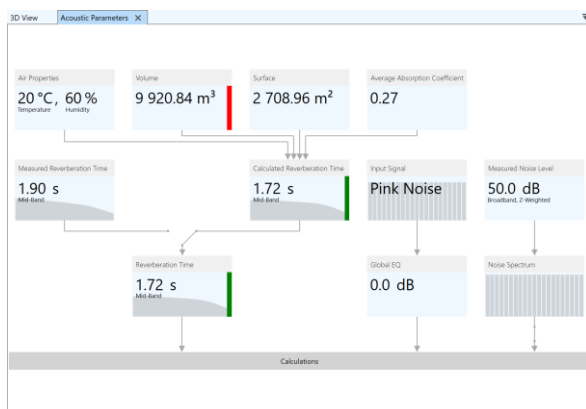 3D View
Acoustic Parameters
Air Properties
20 °C, 60 %
Temperature Humidity
Volume
9 920.84 m³
Surface
2 708.96 m²
Average Absorption Coefficient
0.27
Measured Reverberation Time
1.90 s
Mid-Band
Calculated Reverberation Time
1.72 s
Mid-Band
Input Signal
Pink Noise
Measured Noise Level
50.0 dB
Broadband, Z-Weighted
Reverberation Time
1.72 s
Mid-Band
Global EQ
0.0 dB
Noise Spectrum
Calculations